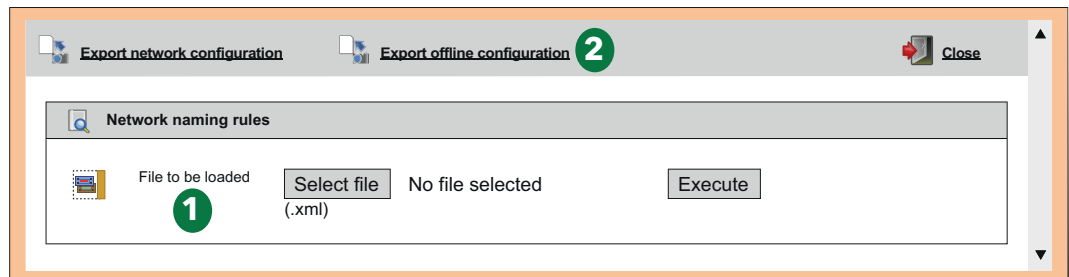 Export network configuration
Export offline configuration
2
Close
Network naming rules
File to be loaded
Select file
No file selected
Execute
(.xml)
1